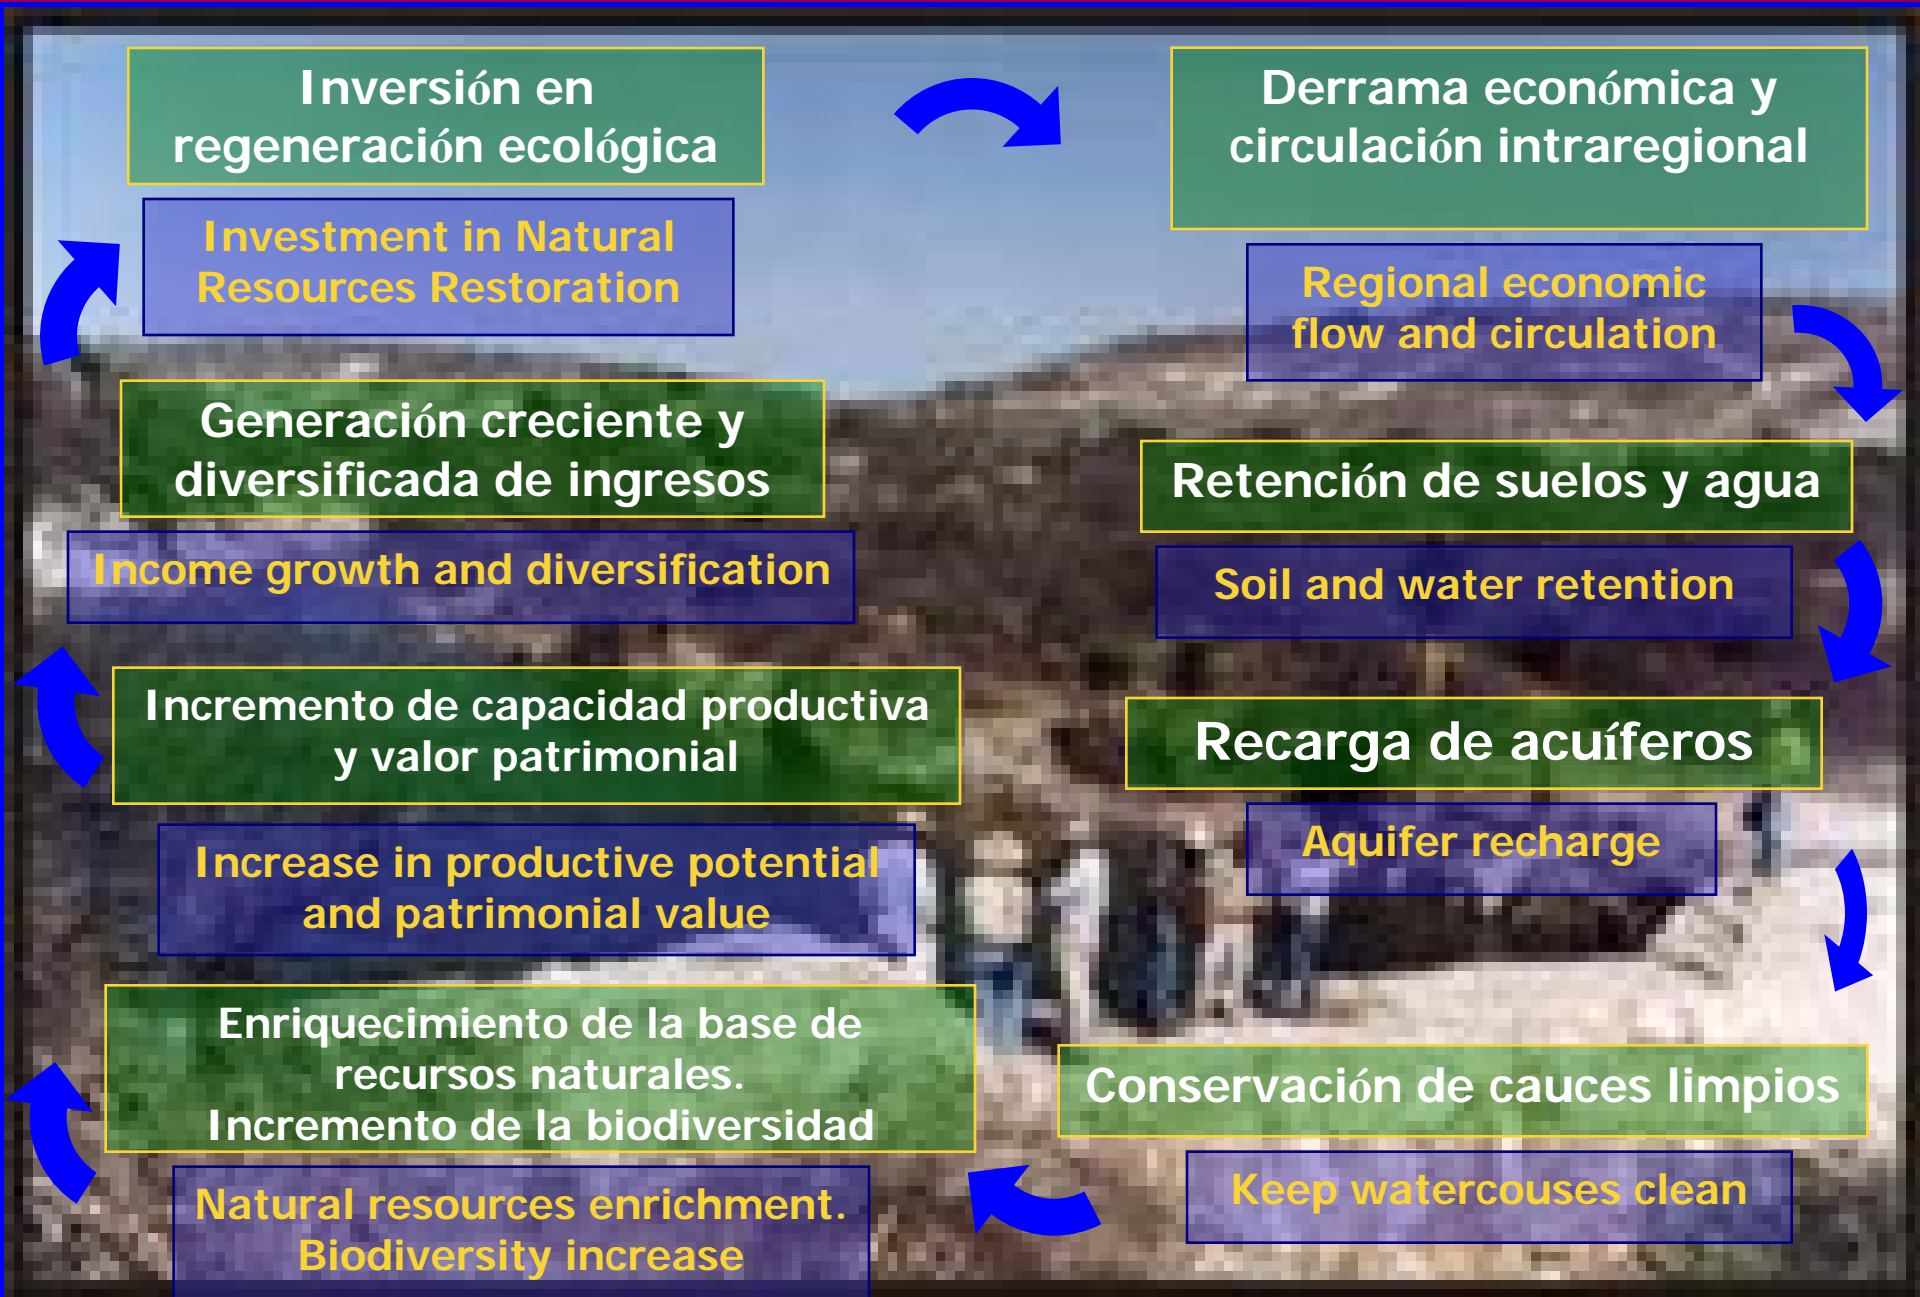 Inversión en
regeneración ecológica
Investment in Natural
Resources Restoration
Derrama económica y
circulación intraregional
Regional economic
flow and circulation
Retención de suelos y agua
Soil and water retention
Recarga de acuíferos
Aquifer recharge
Conservación de cauces limpios
Keep watercouses clean
Enriquecimiento de la base de
recursos naturales.
Incremento de la biodiversidad
Natural resources enrichment.
Biodiversity increase
Incremento de capacidad productiva
y valor patrimonial
Increase in productive potential
and patrimonial value
Generación creciente y
diversificada de ingresos
Income growth and diversification